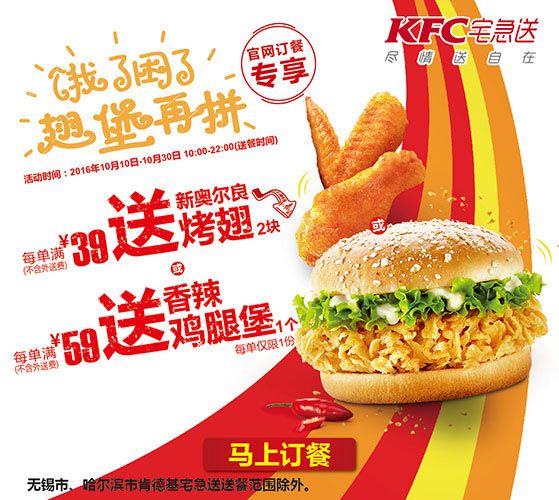 KFC宅急送
尽情送自在
官网订餐
专享
饿了困了
翅堡再拼
活动时间：2016年10月10日-10月30日 10:00-22:00(送餐时间)
每单满
(不含外送费)
¥39送新奥尔良
烤翅2块
或
或
每单满
(不含外送费)
¥59送香辣
鸡腿堡1个
每单仅限1份
马上订餐
无锡市、哈尔滨市肯德基宅急送送餐范围除外。